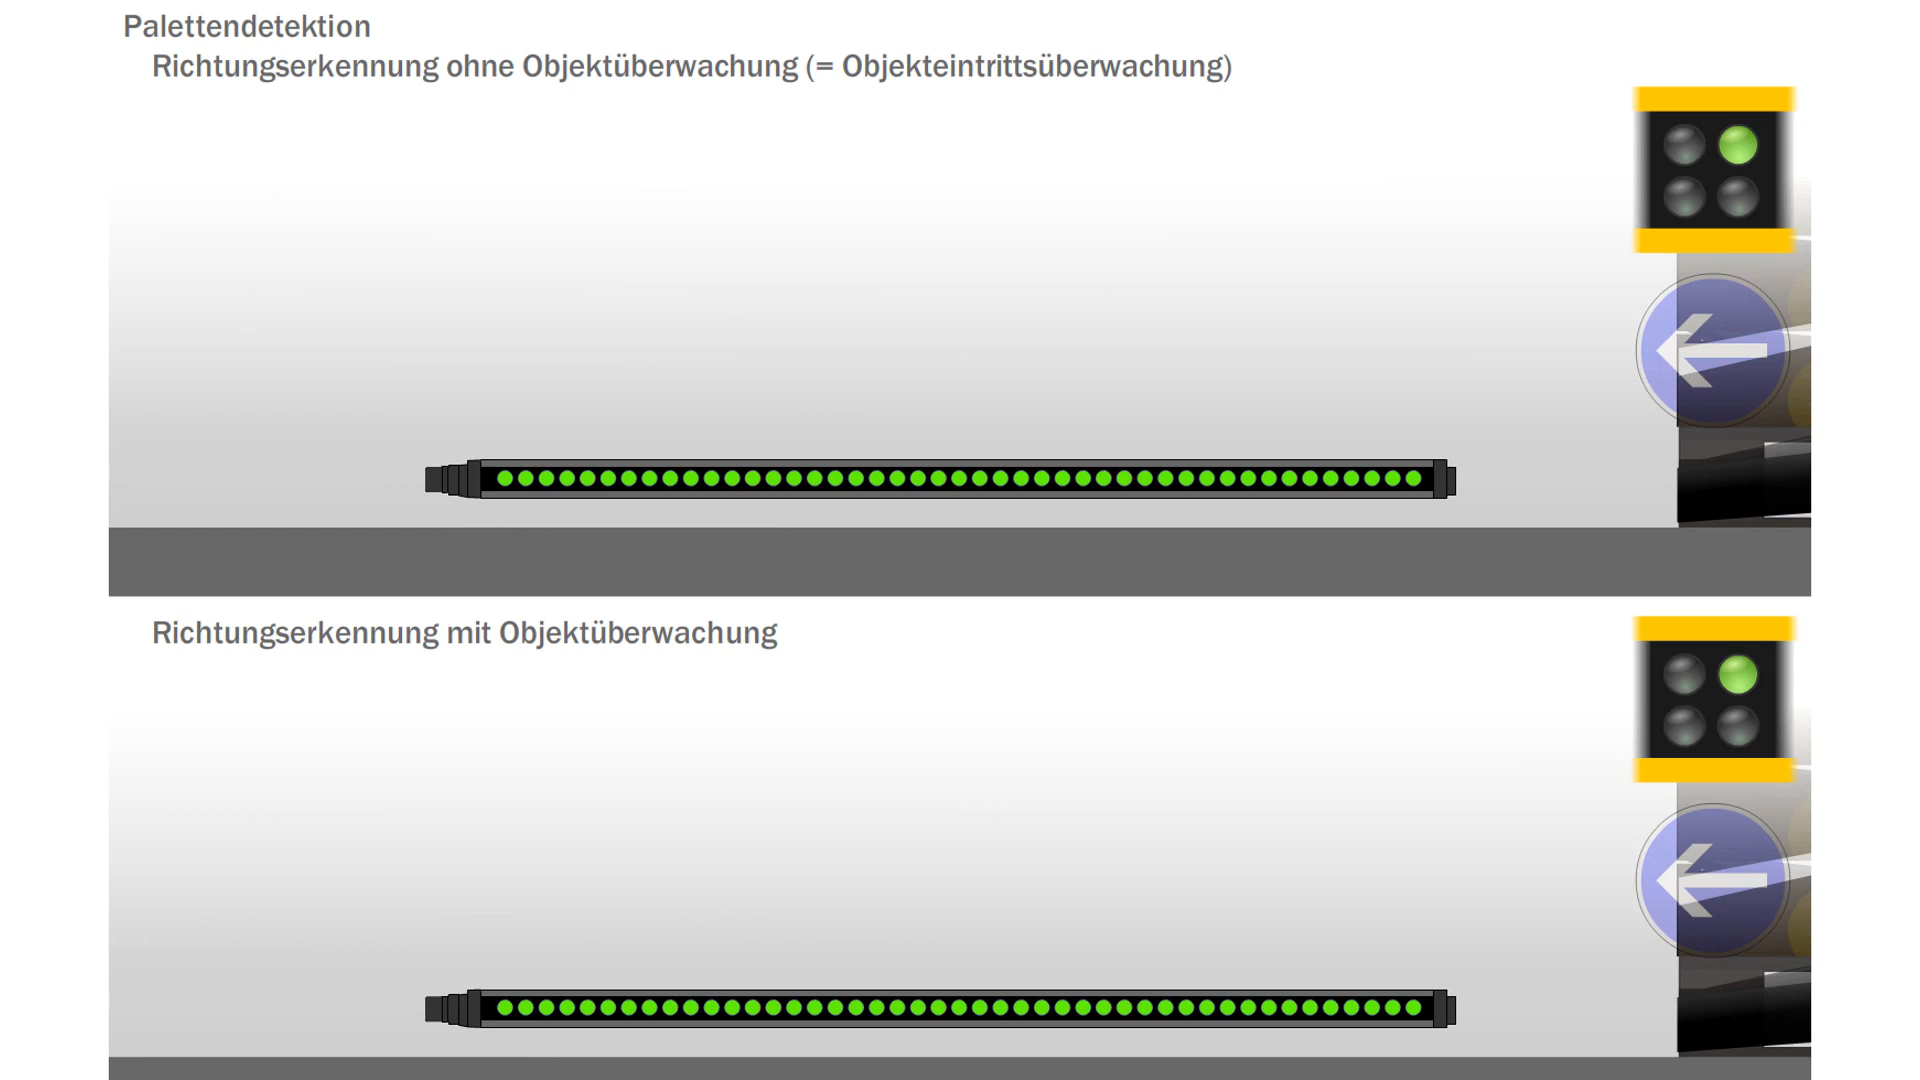 Palettendetektion
Richtungserkennung ohne Objektüberwachung (= Objekteintrittsüberwachung)
Richtungserkennung mit Objektüberwachung